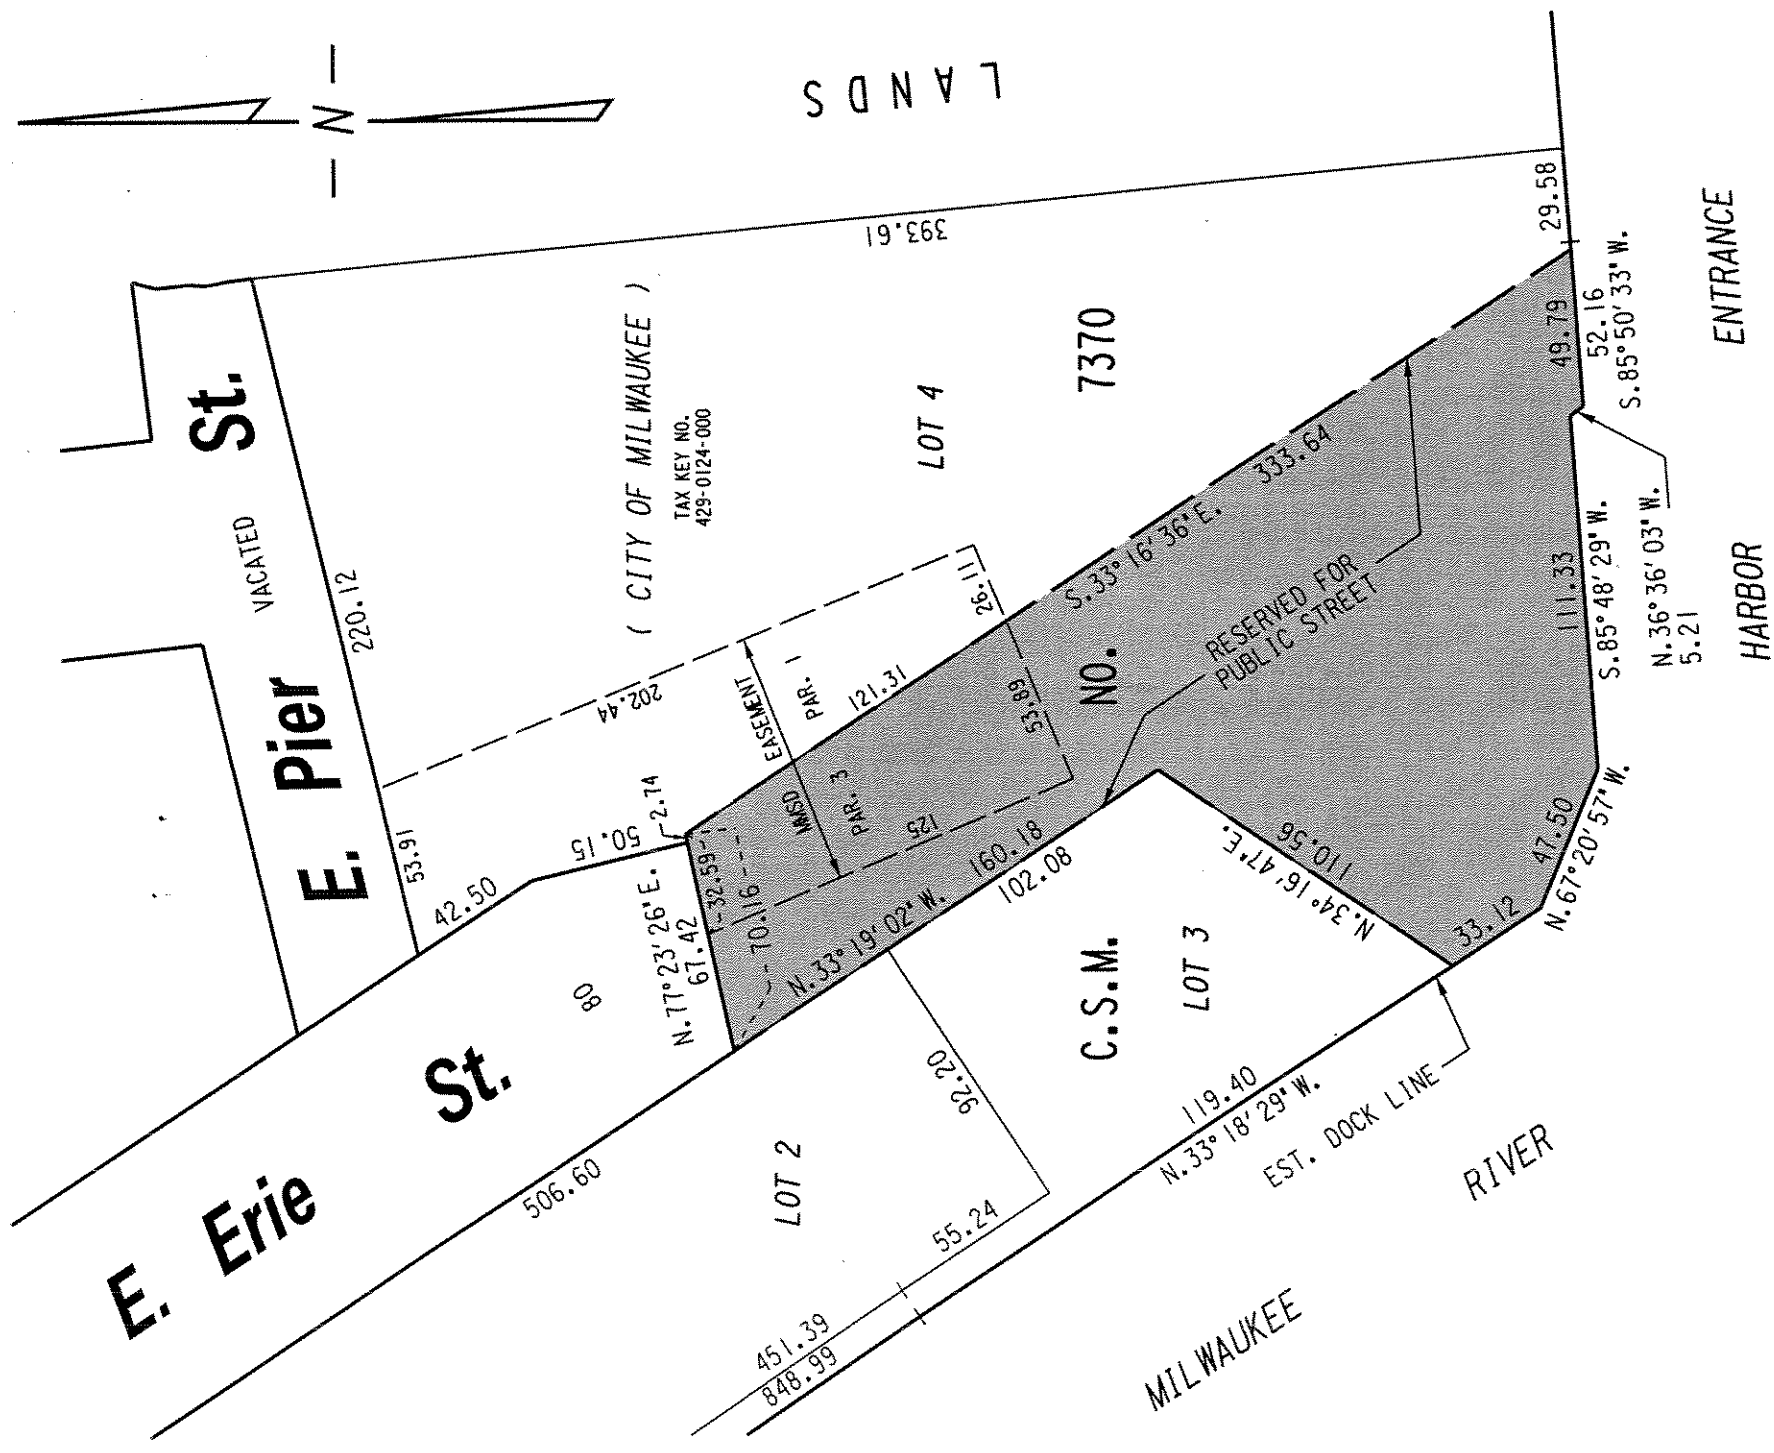 — N —
LANDS
393.61
29.58
E. Pier St.
VACATED
220.12
53.91
( CITY OF MILWAUKEE )
TAX KEY NO.
429-0124-000
LOT 4
7370
202.44
MMSD EASEMENT
PAR. 1
PAR. 3
26.11
121.31
53.89
125
42.50
50.15
2.74
80
N.77°23'26"E.
67.42
32.59
70.16
S.33°16'36"E.
333.64
RESERVED FOR
PUBLIC STREET
NO.
N.33°19'02"W.
160.18
102.08
E. Erie St.
506.60
LOT 2
92.20
55.24
451.39
848.99
C.S.M.
LOT 3
119.40
N.33°18'29"W.
EST. DOCK LINE
N.34°16'47"E.
110.56
33.12
47.50
N.67°20'57"W.
111.33
S.85°48'29"W.
N.36°36'03"W.
5.21
49.79
52.16
S.85°50'33"W.
MILWAUKEE RIVER
HARBOR ENTRANCE